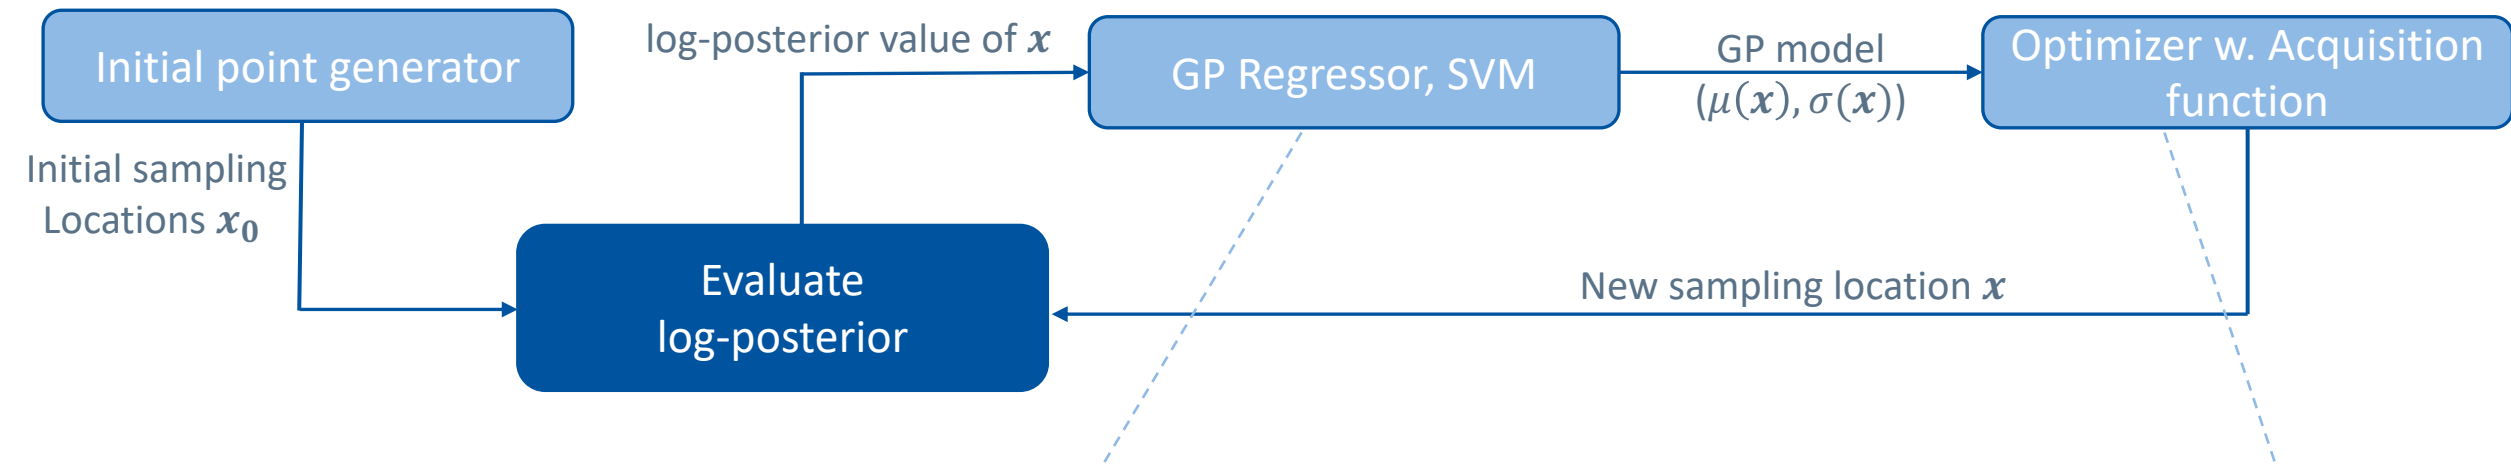 Initial point generator
log-posterior value of x
GP Regressor, SVM
GP model
(μ(x), σ(x))
Optimizer w. Acquisition
function
Initial sampling
Locations x₀
Evaluate
log-posterior
New sampling location x